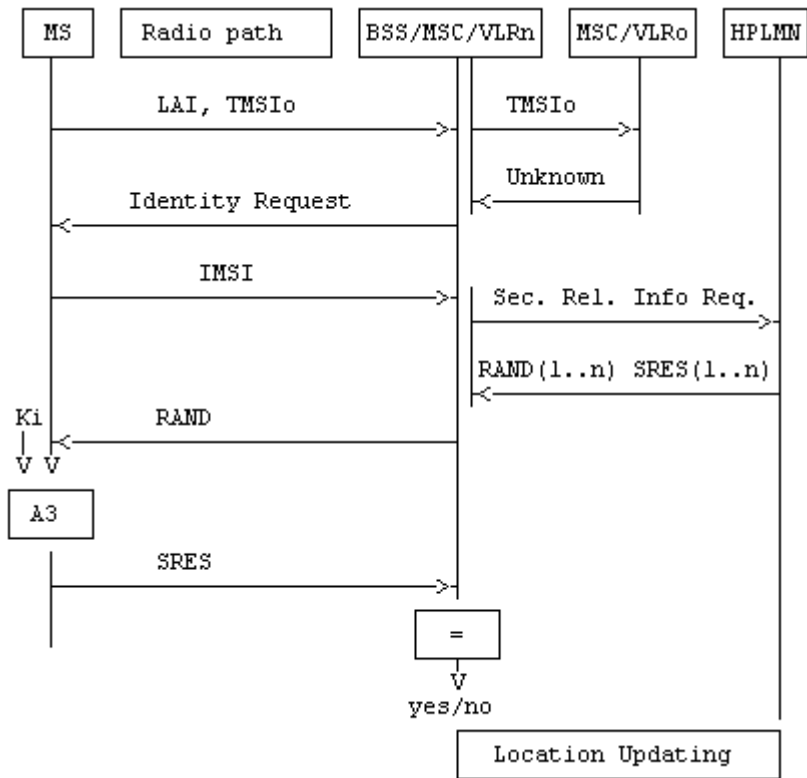 MS
Radio path
BSS/MSC/VLRn
MSC/VLRo
HPLMN
LAI, TMSIo
TMSIo
Unknown
Identity Request
IMSI
Sec. Rel. Info Req.
RAND(1..n) SRES(1..n)
Ki
RAND
A3
SRES
=
yes/no
Location Updating